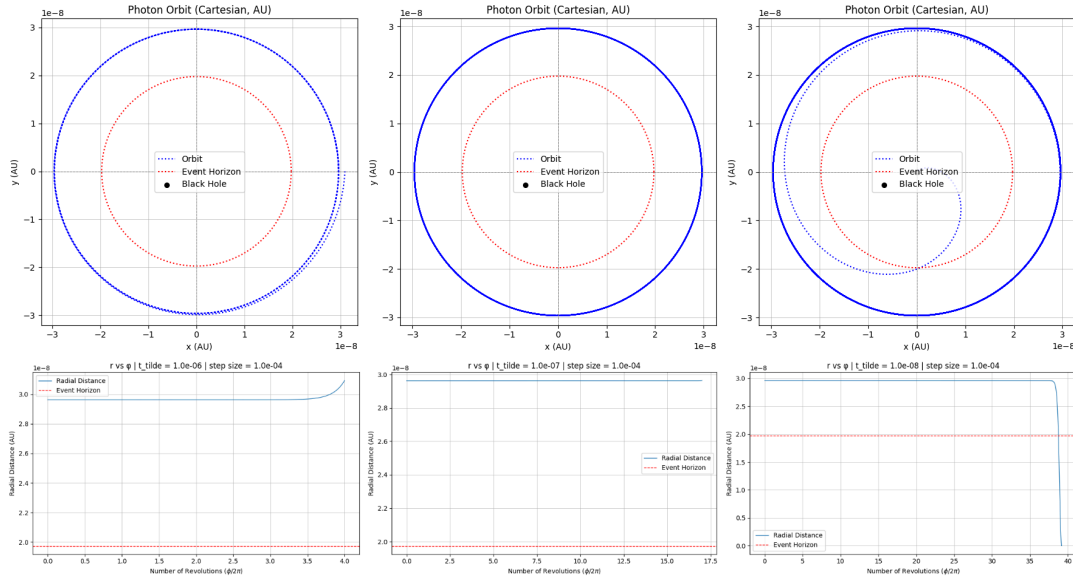 Photon Orbit (Cartesian, AU)
1e−8
3
2
1
0
−1
−2
−3
y (AU)
Orbit
Event Horizon
Black Hole
−3 −2 −1 0 1 2 3
1e−8
x (AU)
Photon Orbit (Cartesian, AU)
1e−8
3
2
1
0
−1
−2
−3
y (AU)
Orbit
Event Horizon
Black Hole
−3 −2 −1 0 1 2 3
1e−8
x (AU)
Photon Orbit (Cartesian, AU)
1e−8
3
2
1
0
−1
−2
−3
y (AU)
Orbit
Event Horizon
Black Hole
−3 −2 −1 0 1 2 3
1e−8
x (AU)
r vs φ | t_tilde = 1.0e-06 | step size = 1.0e-04
1e−8
Radial Distance
Event Horizon
3.0
2.8
2.6
2.4
2.2
2.0
Radial Distance (AU)
0.0 0.5 1.0 1.5 2.0 2.5 3.0 3.5 4.0
Number of Revolutions (ϕ/2π)
r vs φ | t_tilde = 1.0e-07 | step size = 1.0e-04
1e−8
3.0
2.8
2.6
2.4
2.2
2.0
Radial Distance (AU)
Radial Distance
Event Horizon
0.0 2.5 5.0 7.5 10.0 12.5 15.0 17.5
Number of Revolutions (ϕ/2π)
r vs φ | t_tilde = 1.0e-08 | step size = 1.0e-04
1e−8
3.0
2.5
2.0
1.5
1.0
0.5
0.0
Radial Distance (AU)
Radial Distance
Event Horizon
0 5 10 15 20 25 30 35 40
Number of Revolutions (ϕ/2π)